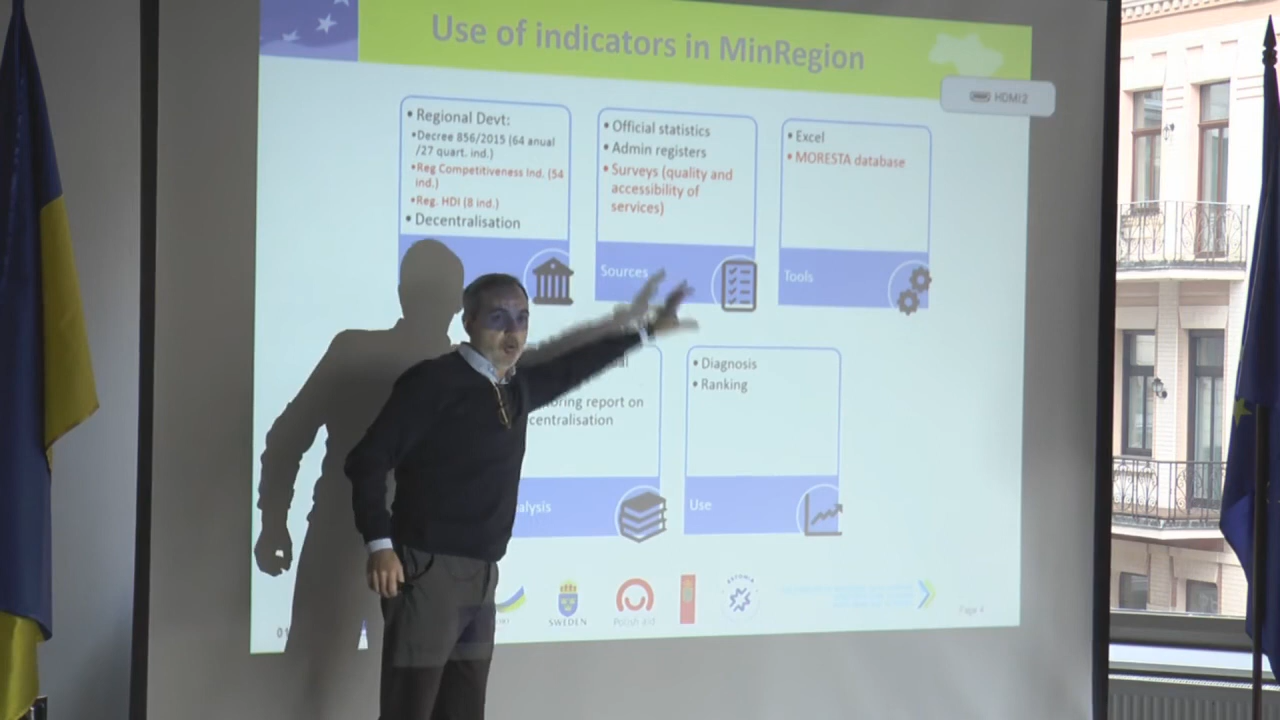 Use of indicators in MinRegion
HDMI2
• Regional Devt:
•Decree 856/2015 (64 anual
/27 quart. ind.)
•Reg Competitiveness Ind. (54
ind.)
•Reg. HDI (8 ind.)
• Decentralisation
• Official statistics
• Admin registers
• Surveys (quality and
accessibility of
services)
Sources
• Excel
• MORESTA database
Tools
oring report on
centralisation
alysis
• Diagnosis
• Ranking
Use
SWEDEN
Polish aid
ESTONIA
Page 4